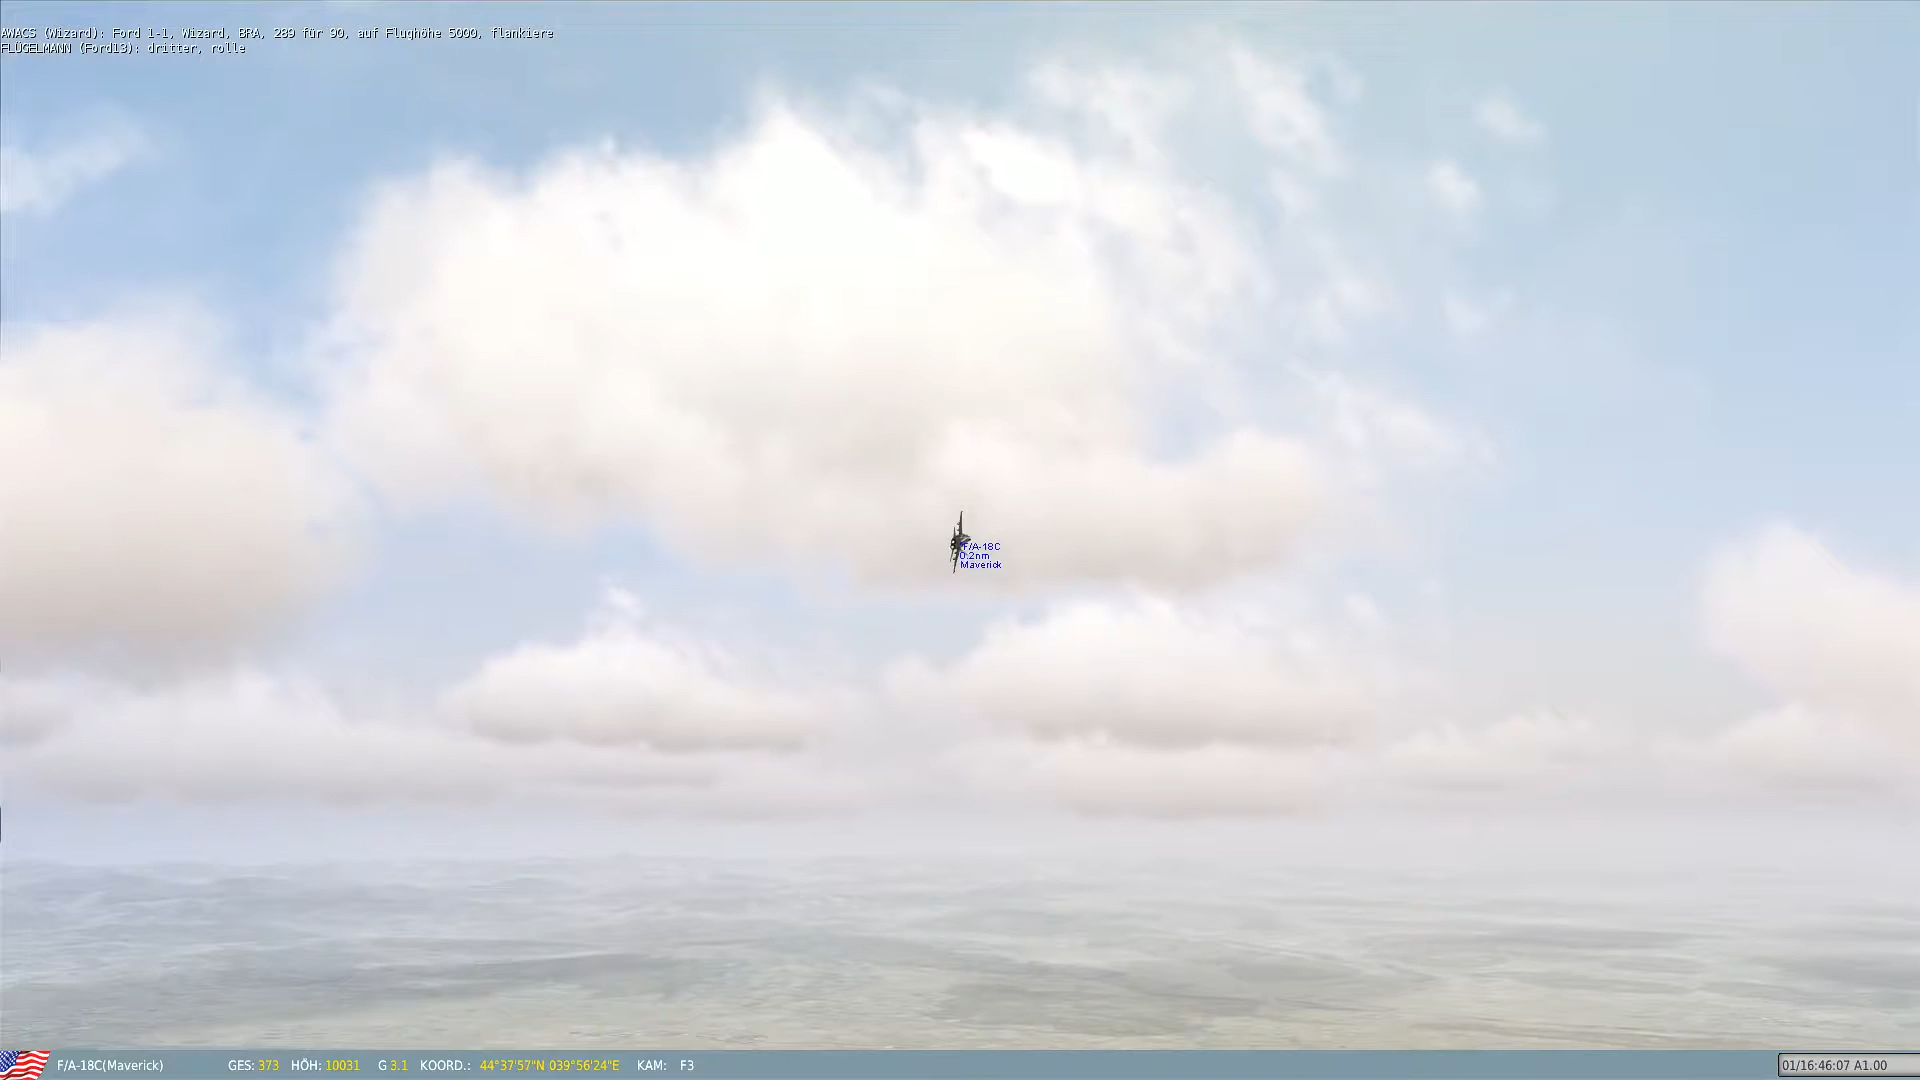 AWACS (Wizard): Ford 1-1, Wizard, BRA, 289 für 90, auf Flughöhe 5000, flankiere
FLÜGELMANN (Ford13): dritter, rolle
F/A-18C
0.2nm
Maverick
F/A-18C(Maverick) GES: 373 HÖH: 10031 G 3.1 KOORD.: 44°37'57"N 039°56'24"E KAM: F3 01/16:46:07 A1.00